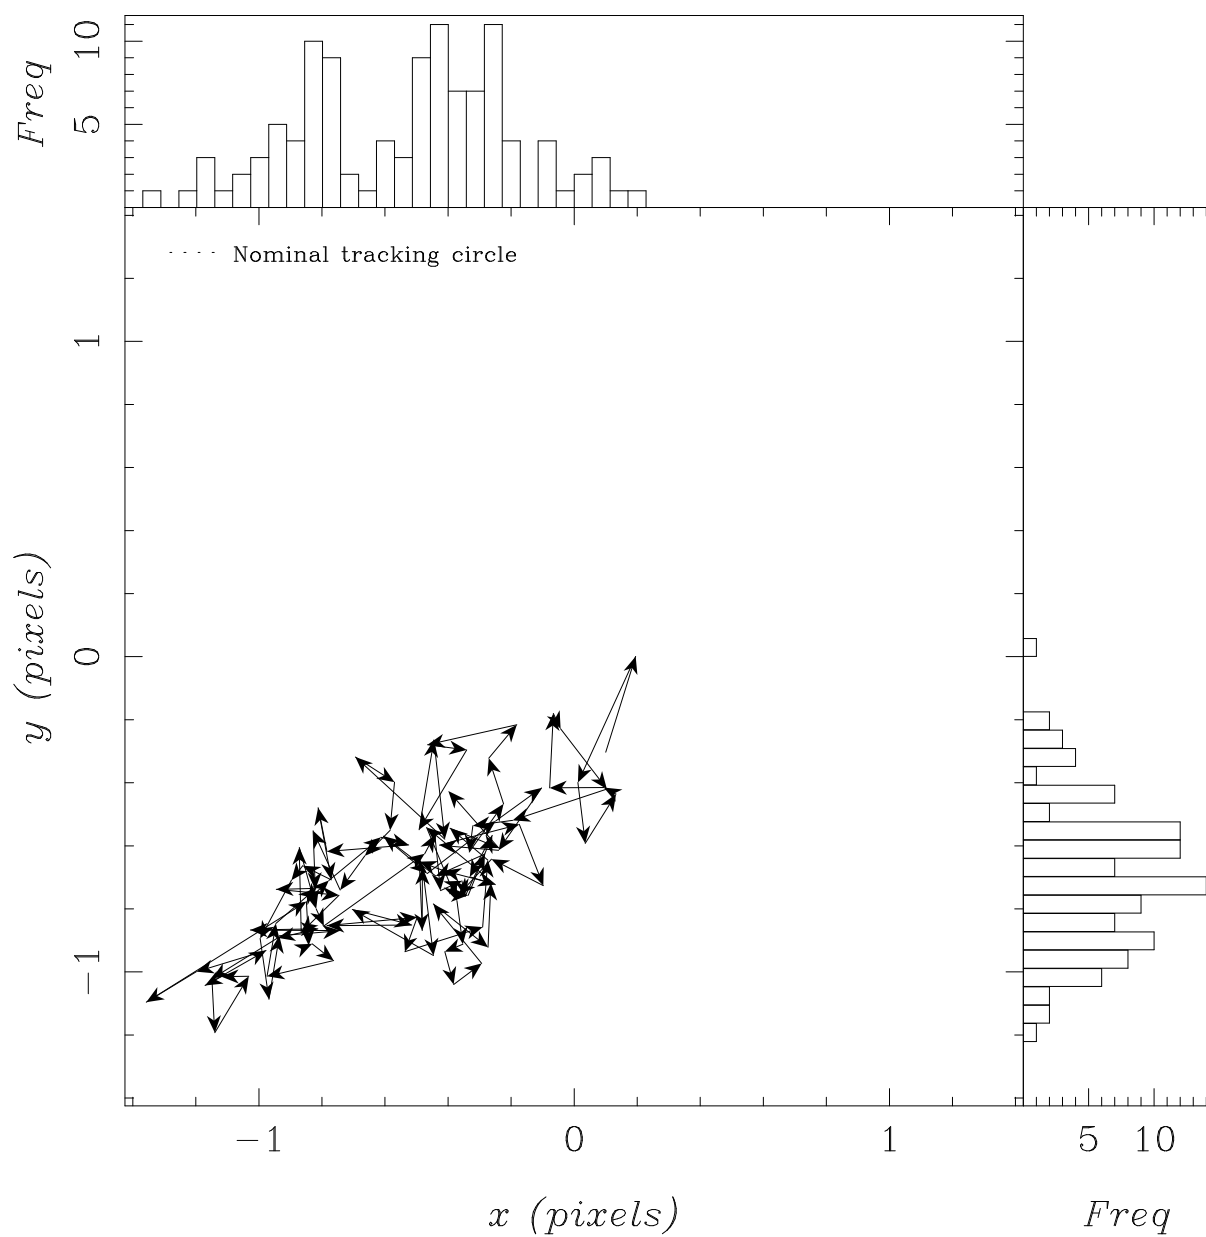 Freq
10
5
Nominal tracking circle
y (pixels)
1
0
−1
−1 0 1
5 10
x (pixels)
Freq